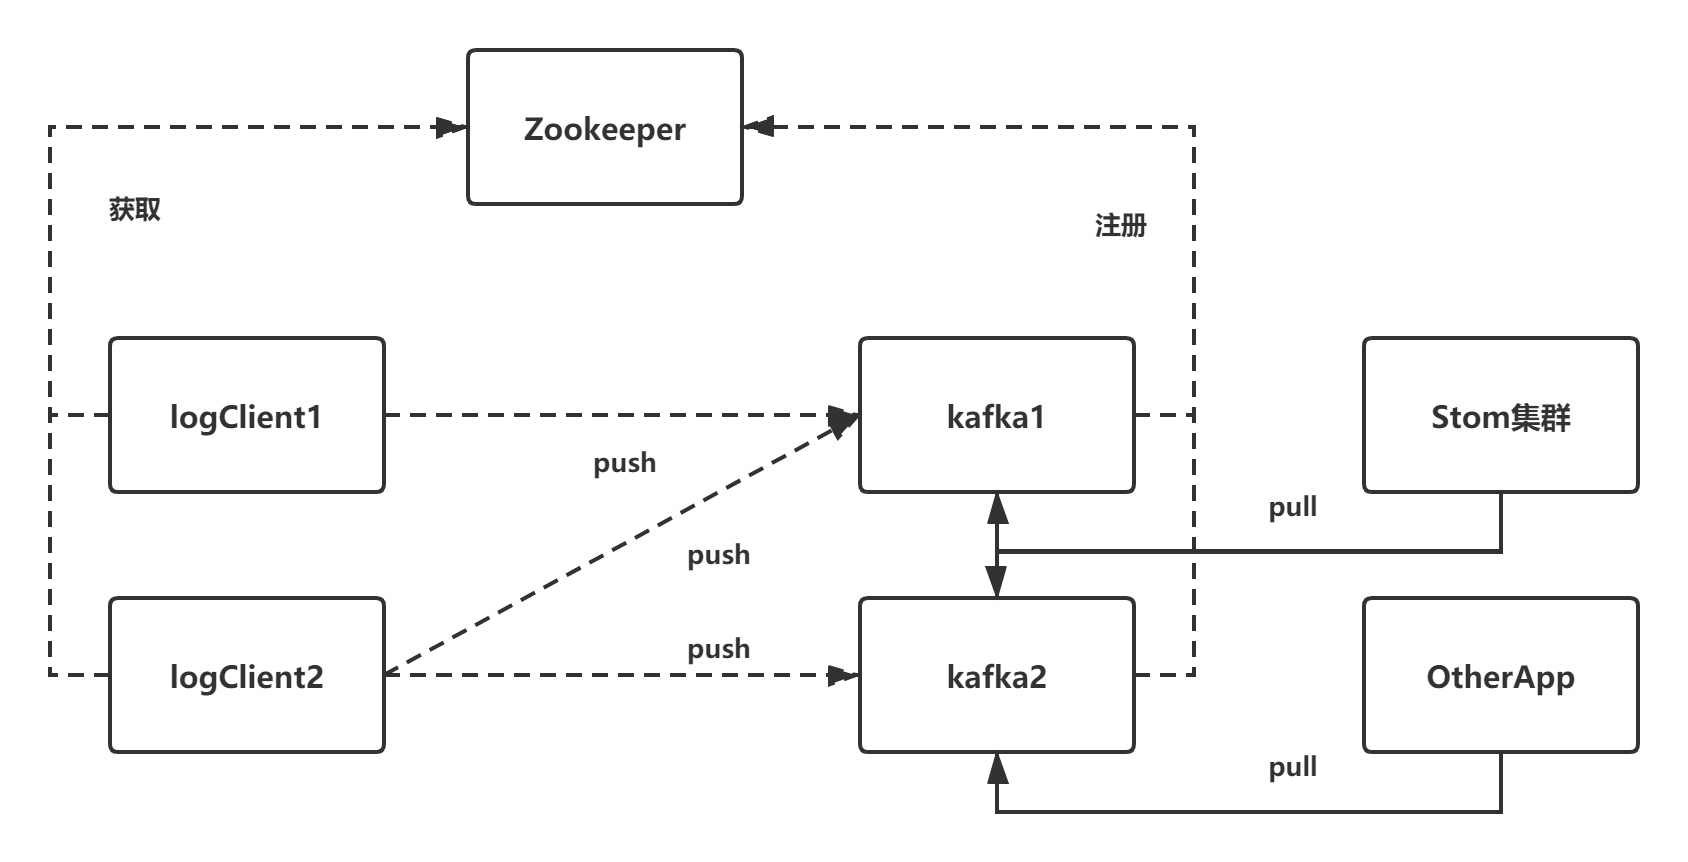 Zookeeper
获取
注册
logClient1
kafka1
Stom集群
push
pull
push
push
logClient2
kafka2
OtherApp
pull